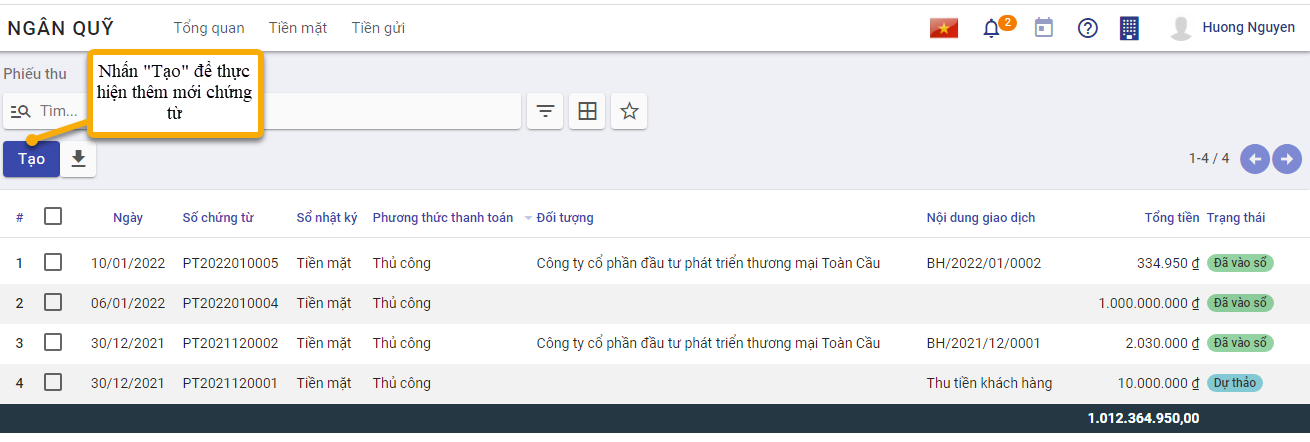 NGÂN QUỸ Tổng quan Tiền mặt Tiền gửi 2 Huong Nguyen
Phiếu thu
Nhấn "Tạo" để thực
hiện thêm mới chứng
từ
Tìm...
Tạo 1-4 / 4
# Ngày Số chứng từ Sổ nhật ký Phương thức thanh toán Đối tượng Nội dung giao dịch Tổng tiền Trạng thái
1 10/01/2022 PT2022010005 Tiền mặt Thủ công Công ty cổ phần đầu tư phát triển thương mại Toàn Cầu BH/2022/01/0002 334.950 ₫ Đã vào sổ
2 06/01/2022 PT2022010004 Tiền mặt Thủ công 1.000.000.000 ₫ Đã vào sổ
3 30/12/2021 PT2021120002 Tiền mặt Thủ công Công ty cổ phần đầu tư phát triển thương mại Toàn Cầu BH/2021/12/0001 2.030.000 ₫ Đã vào sổ
4 30/12/2021 PT2021120001 Tiền mặt Thủ công Thu tiền khách hàng 10.000.000 ₫ Dự thảo
1.012.364.950,00